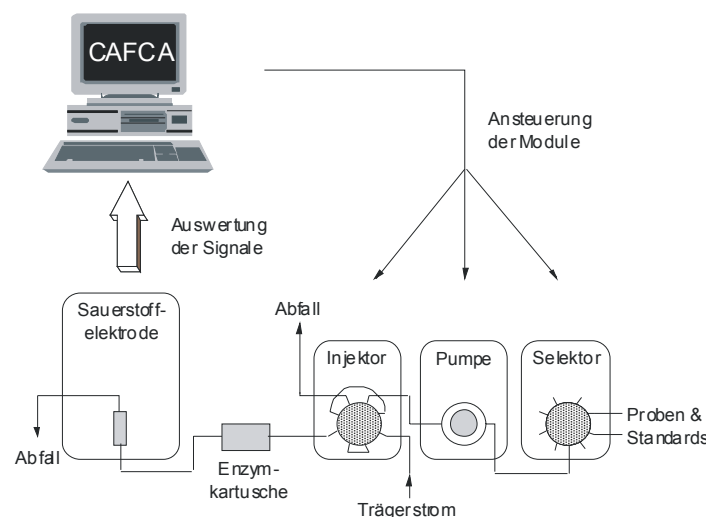 CAFCA
Ansteuerung
der Module
Auswertung
der Signale
Sauerstoff-
elektrode
Abfall
Injektor
Pumpe
Selektor
Proben &
Standards
Abfall
Enzym-
kartusche
Trägerstrom